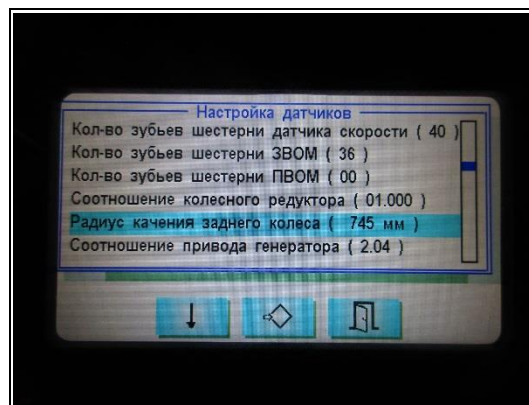 Настройка датчиков
Кол-во зубьев шестерни датчика скорости ( 40 )
Кол-во зубьев шестерни ЗВОМ ( 36 )
Кол-во зубьев шестерни ПВОМ ( 00 )
Соотношение колесного редуктора ( 01.000 )
Радиус качения заднего колеса ( 745 мм )
Соотношение привода генератора ( 2.04 )